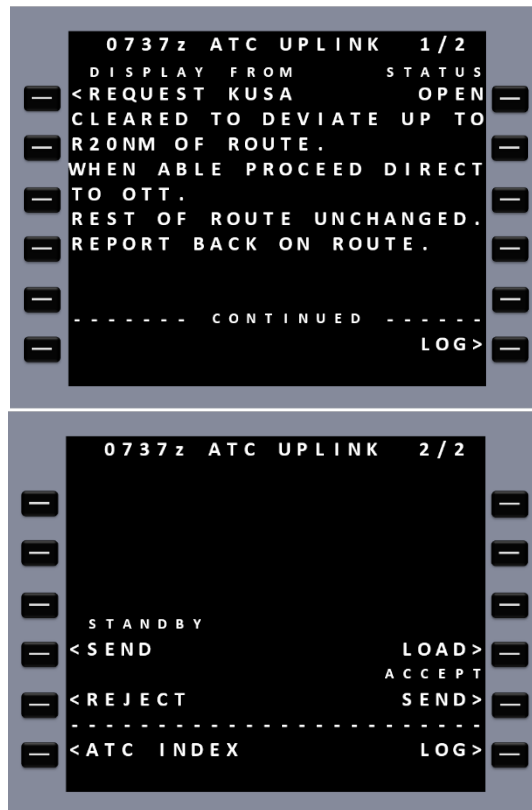 0737z ATC UPLINK 1/2
DISPLAY FROM STATUS
<REQUEST KUSA OPEN
CLEARED TO DEVIATE UP TO
R20NM OF ROUTE.
WHEN ABLE PROCEED DIRECT
TO OTT.
REST OF ROUTE UNCHANGED.
REPORT BACK ON ROUTE.
------- CONTINUED ------
LOG>
0737z ATC UPLINK 2/2
STANDBY
<SEND LOAD>
ACCEPT
<REJECT SEND>
------------------------
<ATC INDEX LOG>